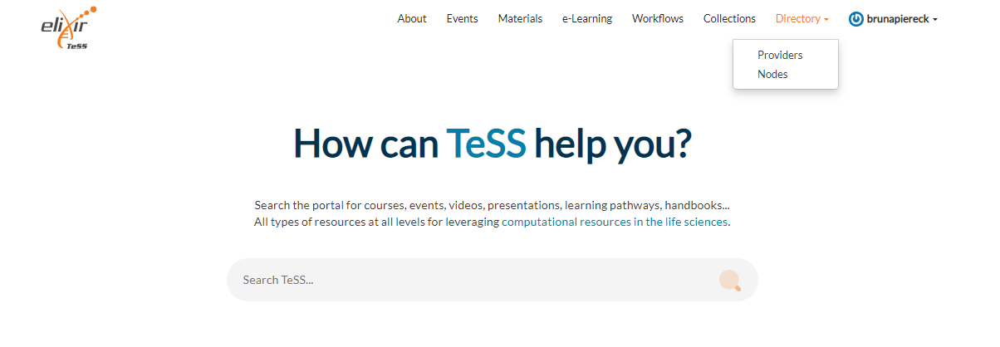 elixir
TeSS
About Events Materials e-Learning Workflows Collections Directory brunapiereck
Providers
Nodes
How can TeSS help you?
Search the portal for courses, events, videos, presentations, learning pathways, handbooks...
All types of resources at all levels for leveraging computational resources in the life sciences.
Search TeSS...